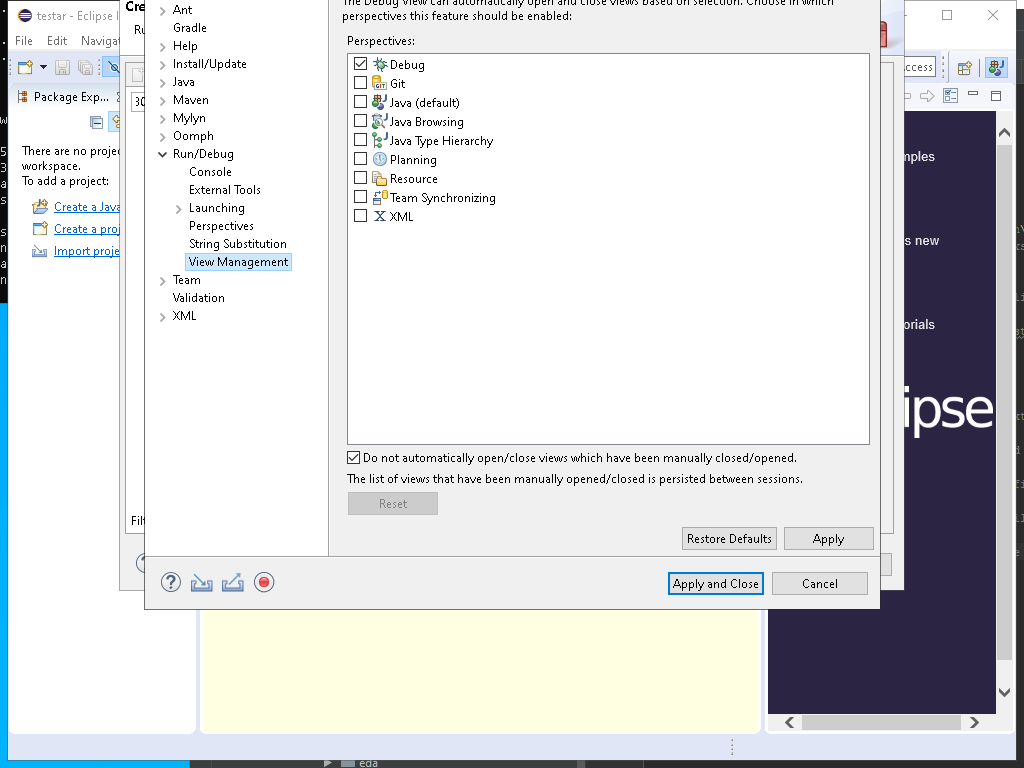 testar - Eclipse I
File Edit Navigat
Package Exp...
There are no projec
workspace.
To add a project:
Create a Java
Create a proj
Import proje
Cre
Ru
30
Filt
Ant
Gradle
Help
Install/Update
Java
Maven
Mylyn
Oomph
Run/Debug
Console
External Tools
Launching
Perspectives
String Substitution
View Management
Team
Validation
XML
The Debug View can automatically open and close views based on selection. Choose in which
perspectives this feature should be enabled:
Perspectives:
Debug
Git
Java (default)
Java Browsing
Java Type Hierarchy
Planning
Resource
Team Synchronizing
XML
Do not automatically open/close views which have been manually closed/opened.
The list of views that have been manually opened/closed is persisted between sessions.
Reset
Restore Defaults Apply
Apply and Close Cancel
ccess
mples
s new
orials
ipse
eda